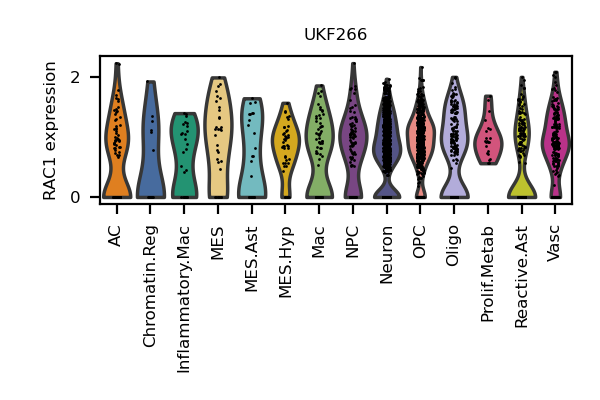 UKF266
RAC1 expression
2
0
AC
Chromatin.Reg
Inflammatory.Mac
MES
MES.Ast
MES.Hyp
Mac
NPC
Neuron
OPC
Oligo
Prolif.Metab
Reactive.Ast
Vasc